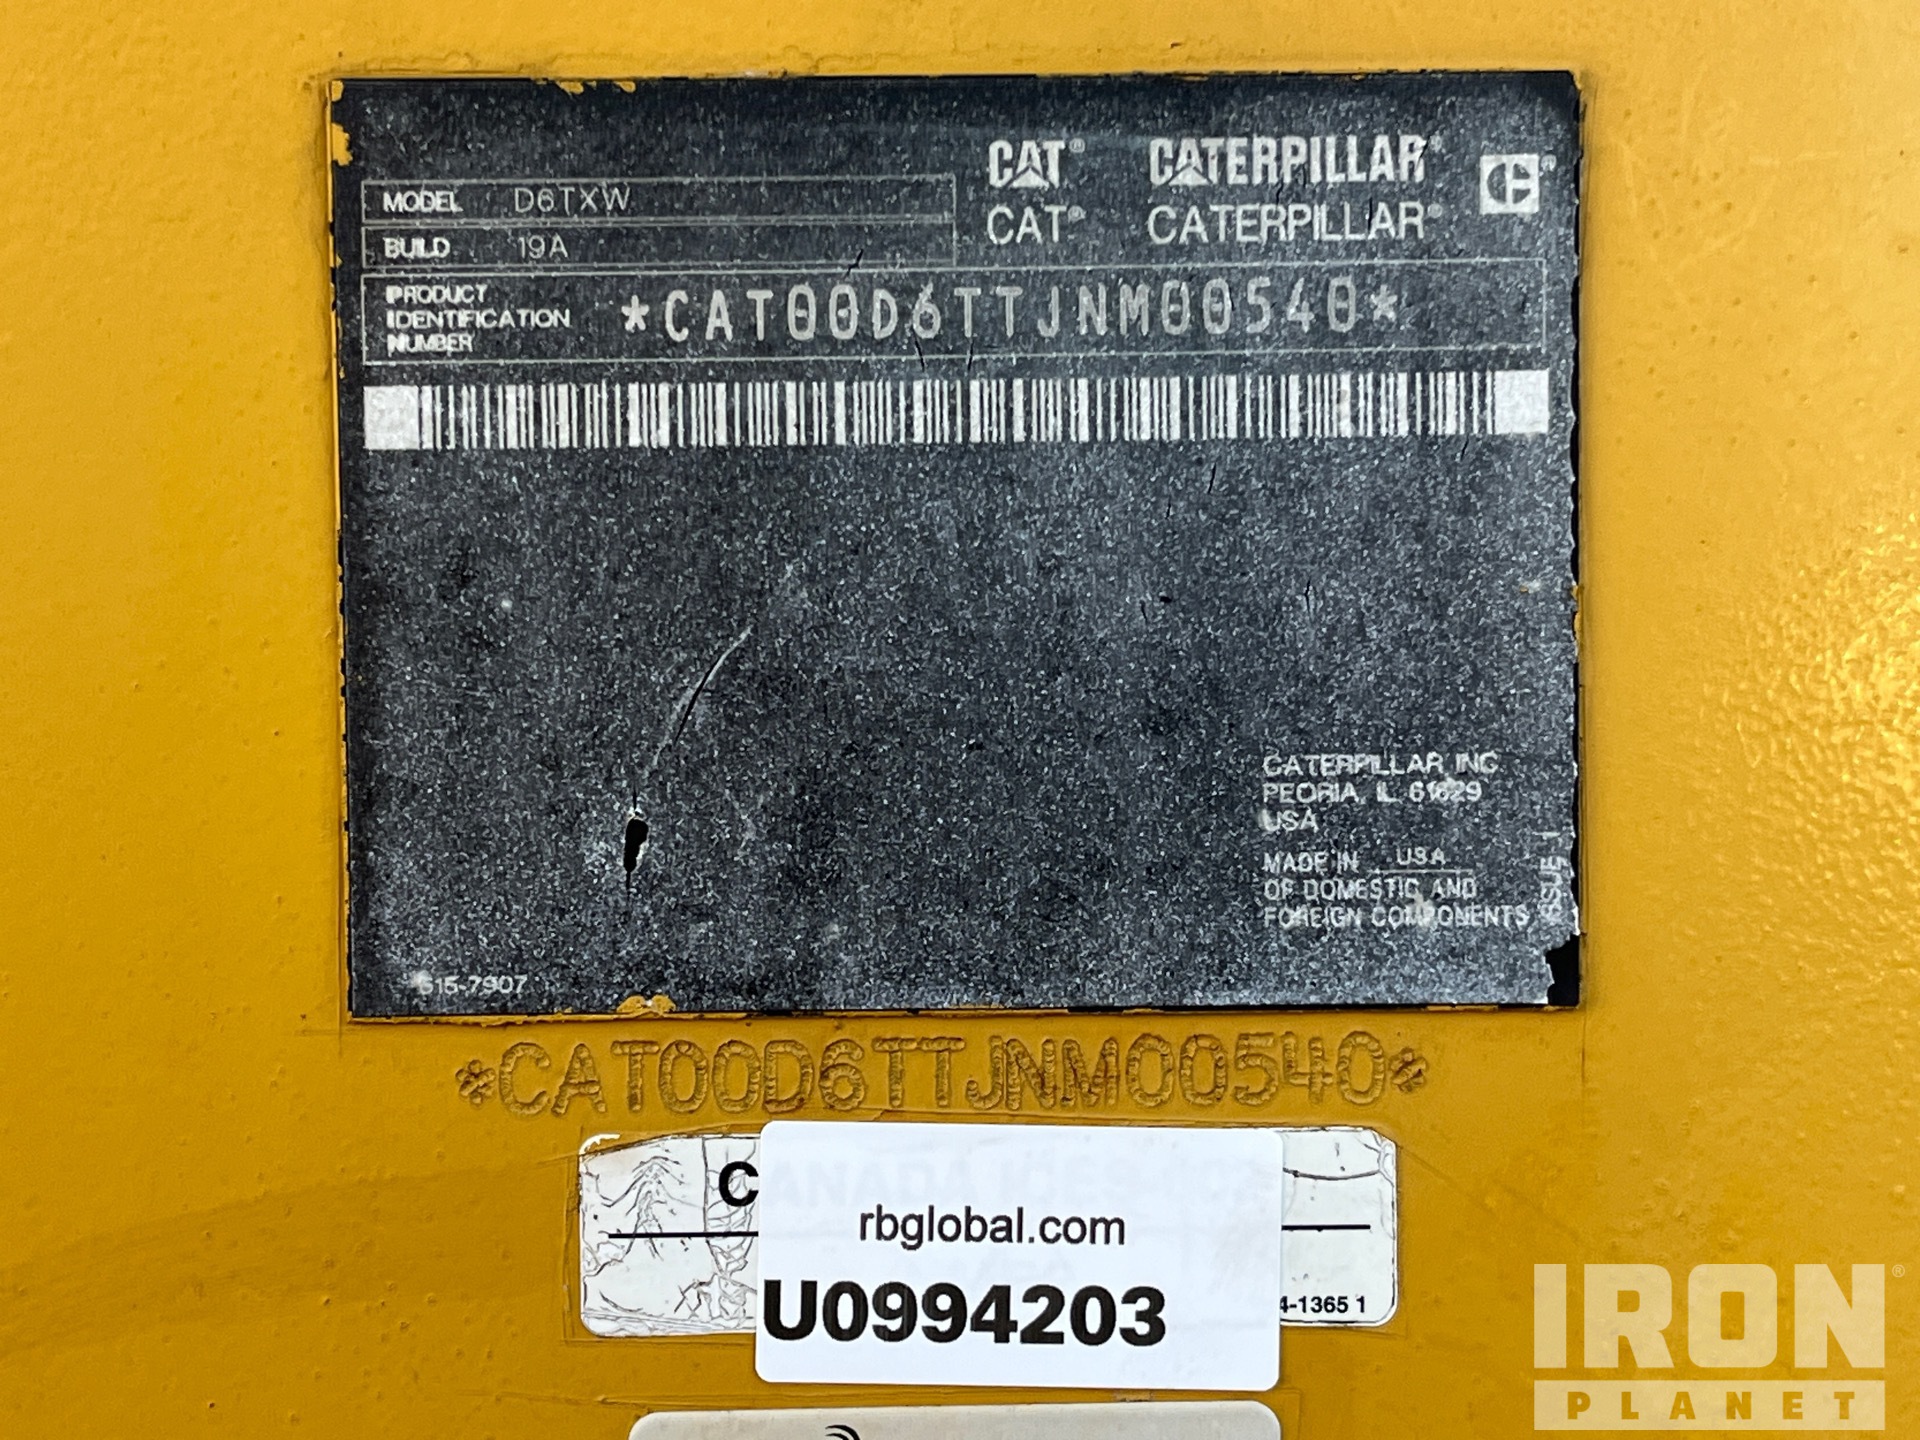 CAT® CATERPILLAR®
CAT® CATERPILLAR®
MODEL D6TXW
BUILD 19A
PRODUCT
IDENTIFICATION
NUMBER
*CAT00D6TTJNM00540*
CATERPILLAR INC.
PEORIA, IL 61629
USA
MADE IN USA
OF DOMESTIC AND
FOREIGN COMPONENTS
ISSUE 1
515-7907
*CAT00D6TTJNM00540*
CANADA
rbglobal.com
U0994203
4-1365 1
IRON®
PLANET